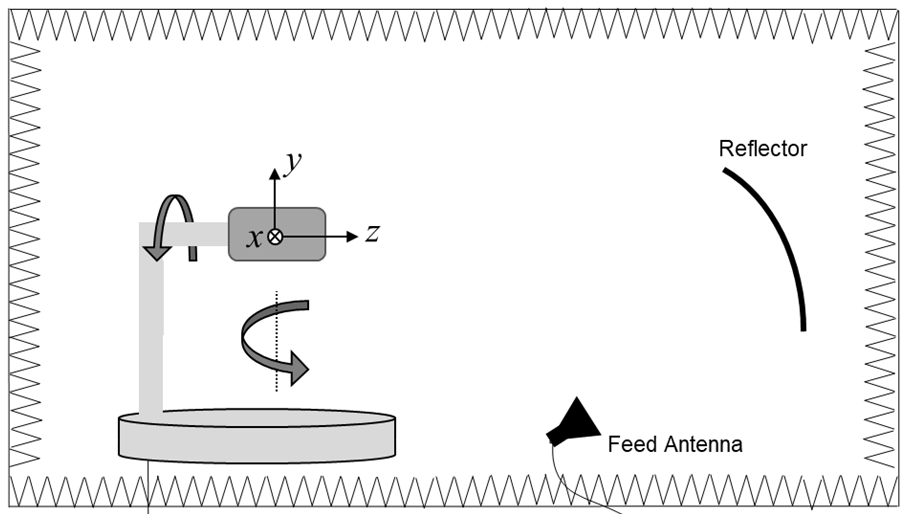 Reflector
y
x
z
Feed Antenna